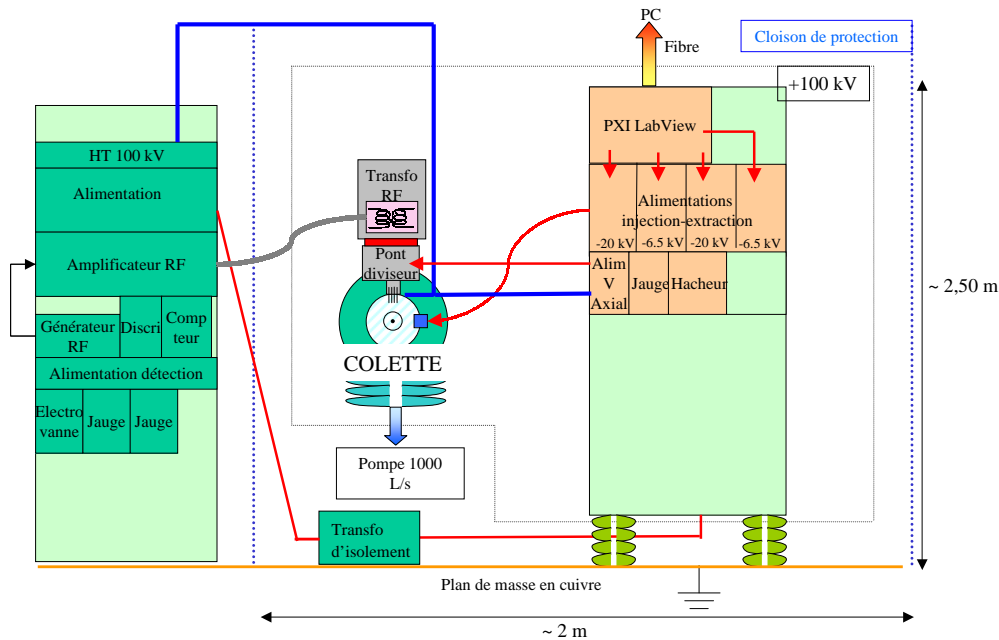 PC
Fibre
Cloison de protection
+100 kV
PXI LabView
HT 100 kV
Alimentation
Transfo
RF
Alimentations
injection-extraction
-20 kV
-6.5 kV
-20 kV
-6.5 kV
Amplificateur RF
Pont
diviseur
Alim
V
Axial
Jauge
Hacheur
~ 2,50 m
Générateur
RF
Discri
Comp
teur
COLETTE
Alimentation détection
Electro
vanne
Jauge
Jauge
Pompe 1000
L/s
Transfo
d'isolement
Plan de masse en cuivre
~ 2 m